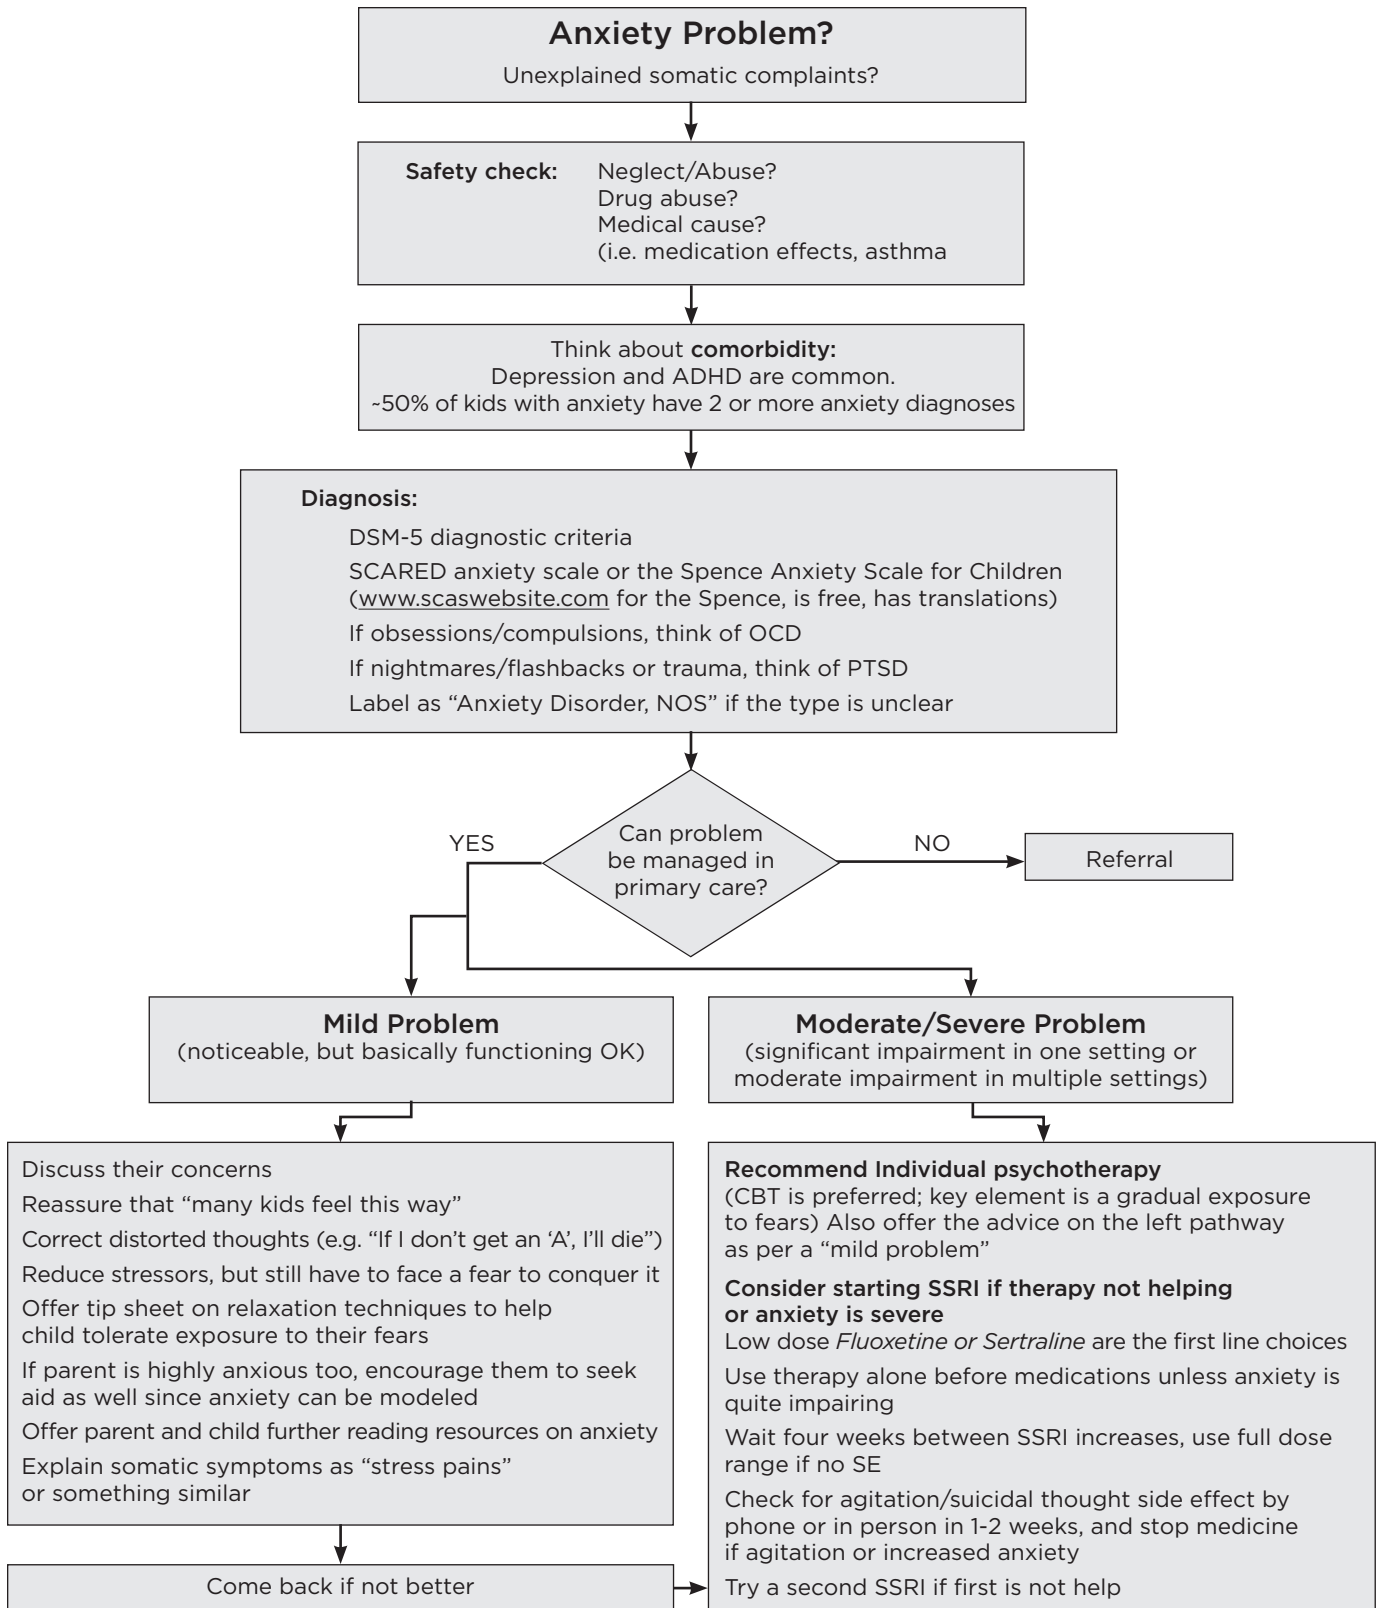 Anxiety Problem?
Unexplained somatic complaints?
Safety check: Neglect/Abuse?
Drug abuse?
Medical cause?
(i.e. medication effects, asthma
Think about comorbidity:
Depression and ADHD are common.
~50% of kids with anxiety have 2 or more anxiety diagnoses
Diagnosis:
DSM-5 diagnostic criteria
SCARED anxiety scale or the Spence Anxiety Scale for Children
(www.scaswebsite.com for the Spence, is free, has translations)
If obsessions/compulsions, think of OCD
If nightmares/flashbacks or trauma, think of PTSD
Label as “Anxiety Disorder, NOS” if the type is unclear
Can problem
be managed in
primary care?
YES
NO
Referral
Mild Problem
(noticeable, but basically functioning OK)
Discuss their concerns
Reassure that “many kids feel this way”
Correct distorted thoughts (e.g. “If I don’t get an ‘A’, I’ll die”)
Reduce stressors, but still have to face a fear to conquer it
Offer tip sheet on relaxation techniques to help
child tolerate exposure to their fears
If parent is highly anxious too, encourage them to seek
aid as well since anxiety can be modeled
Offer parent and child further reading resources on anxiety
Explain somatic symptoms as “stress pains”
or something similar
Come back if not better
Moderate/Severe Problem
(significant impairment in one setting or
moderate impairment in multiple settings)
Recommend Individual psychotherapy
(CBT is preferred; key element is a gradual exposure
to fears) Also offer the advice on the left pathway
as per a “mild problem”
Consider starting SSRI if therapy not helping
or anxiety is severe
Low dose Fluoxetine or Sertraline are the first line choices
Use therapy alone before medications unless anxiety is
quite impairing
Wait four weeks between SSRI increases, use full dose
range if no SE
Check for agitation/suicidal thought side effect by
phone or in person in 1-2 weeks, and stop medicine
if agitation or increased anxiety
Try a second SSRI if first is not help